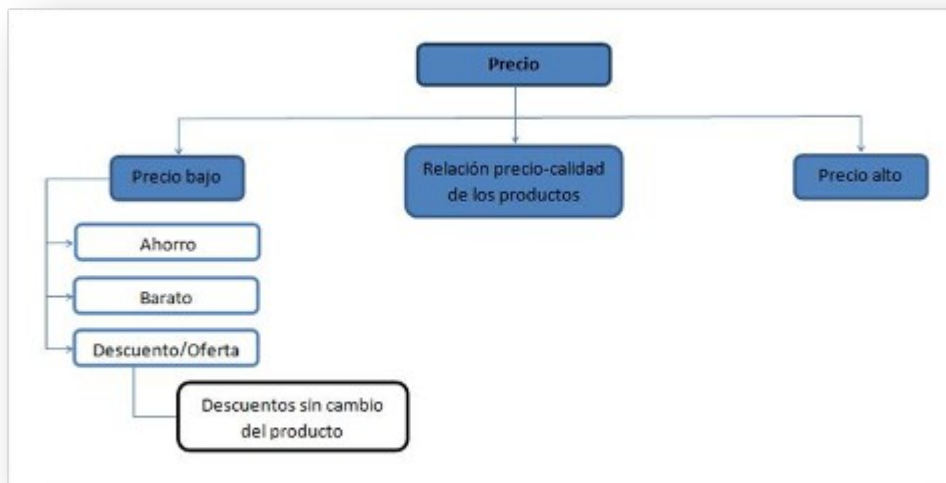 Precio
Precio bajo
Relación precio-calidad
de los productos
Precio alto
Ahorro
Barato
Descuento/Oferta
Descuentos sin cambio
del producto